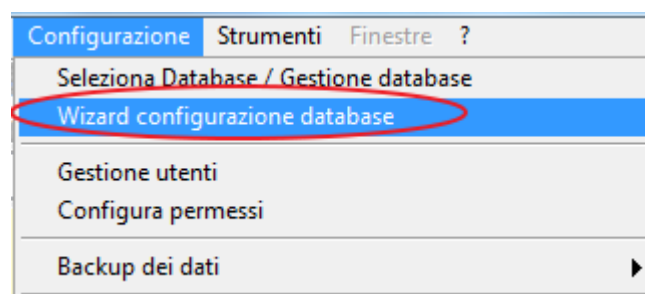 Configurazione Strumenti Finestre ?
Seleziona Database / Gestione database
Wizard configurazione database
Gestione utenti
Configura permessi
Backup dei dati